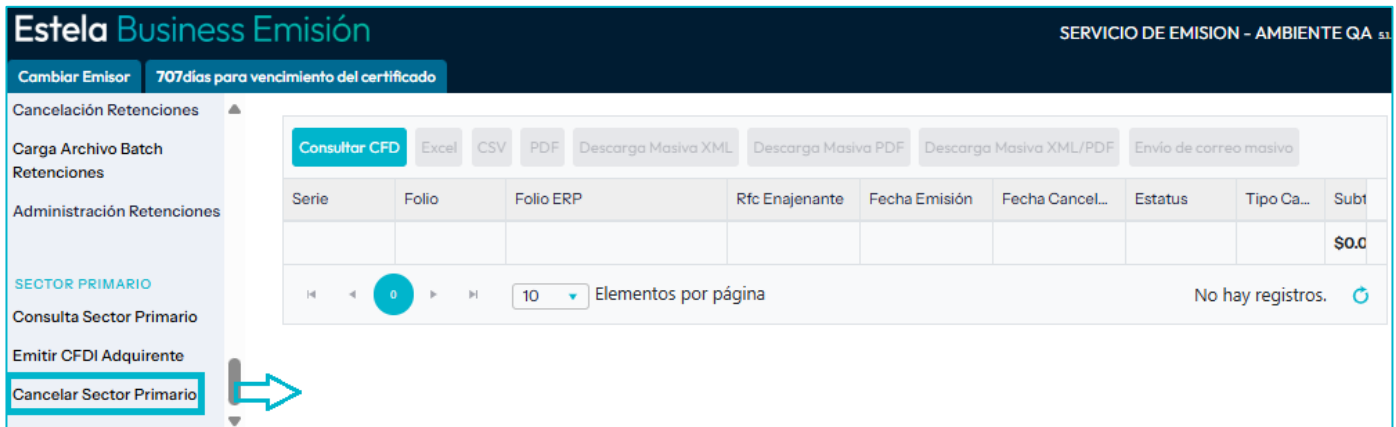 Estela Business Emisión
SERVICIO DE EMISION - AMBIENTE QA
Cambiar Emisor
707días para vencimiento del certificado
Cancelación Retenciones
Carga Archivo Batch
Retenciones
Administración Retenciones
SECTOR PRIMARIO
Consulta Sector Primario
Emitir CFDI Adquirente
Cancelar Sector Primario
Consultar CFD Excel CSV PDF Descarga Masiva XML Descarga Masiva PDF Descarga Masiva XML/PDF Envío de correo masivo
Serie Folio Folio ERP Rfc Enajenante Fecha Emisión Fecha Cancel... Estatus Tipo Ca... Subt
$0.0
0 10 Elementos por página No hay registros.